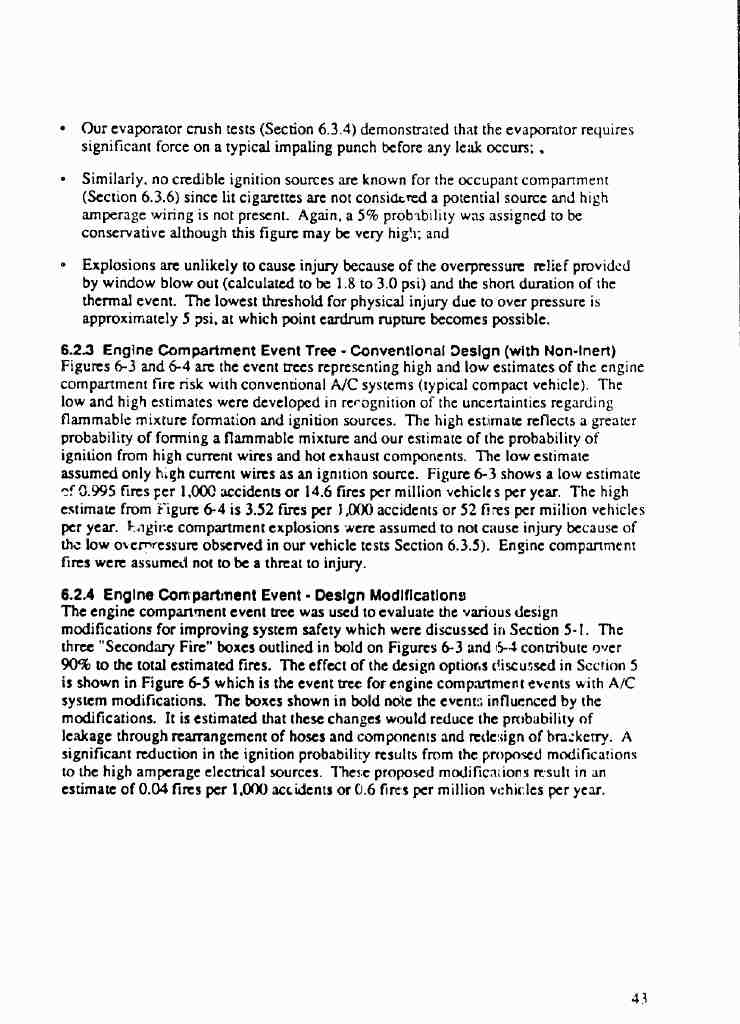 • Our evaporator crush tests (Section 6.3.4) demonstrated that the evaporator requires
significant force on a typical impaling punch before any leak occurs; .
• Similarly, no credible ignition sources are known for the occupant compartment
(Section 6.3.6) since lit cigarettes are not considered a potential source and high
amperage wiring is not present. Again, a 5% probability was assigned to be
conservative although this figure may be very high; and
• Explosions are unlikely to cause injury because of the overpressure relief provided
by window blow out (calculated to be 1.8 to 3.0 psi) and the short duration of the
thermal event. The lowest threshold for physical injury due to over pressure is
approximately 5 psi, at which point eardrum rupture becomes possible.
6.2.3 Engine Compartment Event Tree - Conventional Design (with Non-Inert)
Figures 6-3 and 6-4 are the event trees representing high and low estimates of the engine
compartment fire risk with conventional A/C systems (typical compact vehicle). The
low and high estimates were developed in recognition of the uncertainties regarding
flammable mixture formation and ignition sources. The high estimate reflects a greater
probability of forming a flammable mixture and our estimate of the probability of
ignition from high current wires and hot exhaust components. The low estimate
assumed only high current wires as an ignition source. Figure 6-3 shows a low estimate
of 0.995 fires per 1,000 accidents or 14.6 fires per million vehicles per year. The high
estimate from Figure 6-4 is 3.52 fires per 1,000 accidents or 52 fires per million vehicles
per year. Engine compartment explosions were assumed to not cause injury because of
the low overpressure observed in our vehicle tests Section 6.3.5). Engine compartment
fires were assumed not to be a threat to injury.
6.2.4 Engine Compartment Event - Design Modifications
The engine compartment event tree was used to evaluate the various design
modifications for improving system safety which were discussed in Section 5-1. The
three "Secondary Fire" boxes outlined in bold on Figures 6-3 and 6-4 contribute over
90% to the total estimated fires. The effect of the design options discussed in Section 5
is shown in Figure 6-5 which is the event tree for engine compartment events with A/C
system modifications. The boxes shown in bold note the events influenced by the
modifications. It is estimated that these changes would reduce the probability of
leakage through rearrangement of hoses and components and redesign of bracketry. A
significant reduction in the ignition probability results from the proposed modifications
to the high amperage electrical sources. These proposed modifications result in an
estimate of 0.04 fires per 1,000 accidents or 0.6 fires per million vehicles per year.
43